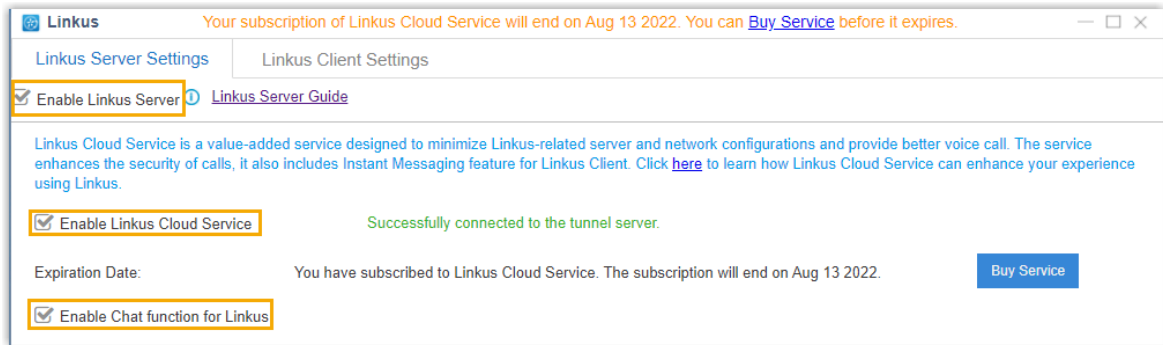 Linkus Your subscription of Linkus Cloud Service will end on Aug 13 2022. You can Buy Service before it expires.
Linkus Server Settings Linkus Client Settings
Enable Linkus Server Linkus Server Guide
Linkus Cloud Service is a value-added service designed to minimize Linkus-related server and network configurations and provide better voice call. The service
enhances the security of calls, it also includes Instant Messaging feature for Linkus Client. Click here to learn how Linkus Cloud Service can enhance your experience
using Linkus.
Enable Linkus Cloud Service Successfully connected to the tunnel server.
Expiration Date: You have subscribed to Linkus Cloud Service. The subscription will end on Aug 13 2022. Buy Service
Enable Chat function for Linkus